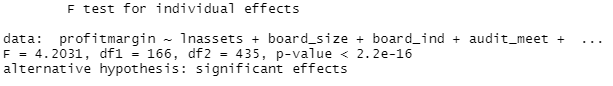 F test for individual effects
data:  profitmargin ~ lnassets + board_size + board_ind + audit_meet +  ...
F = 4.2031, df1 = 166, df2 = 435, p-value < 2.2e-16
alternative hypothesis: significant effects